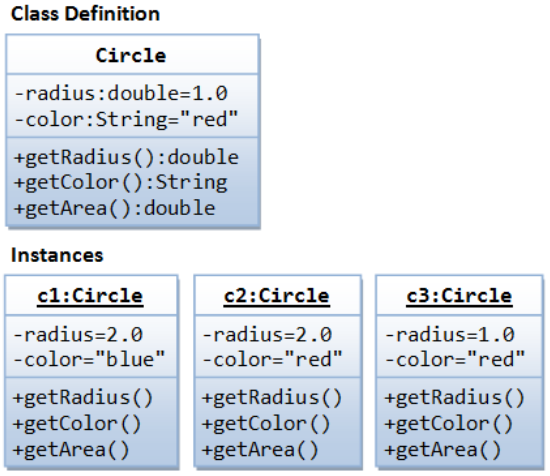 Class Definition
Circle
-radius:double=1.0
-color:String="red"
+getRadius():double
+getColor():String
+getArea():double
Instances
c1:Circle
-radius=2.0
-color="blue"
+getRadius()
+getColor()
+getArea()
c2:Circle
-radius=2.0
-color="red"
+getRadius()
+getColor()
+getArea()
c3:Circle
-radius=1.0
-color="red"
+getRadius()
+getColor()
+getArea()